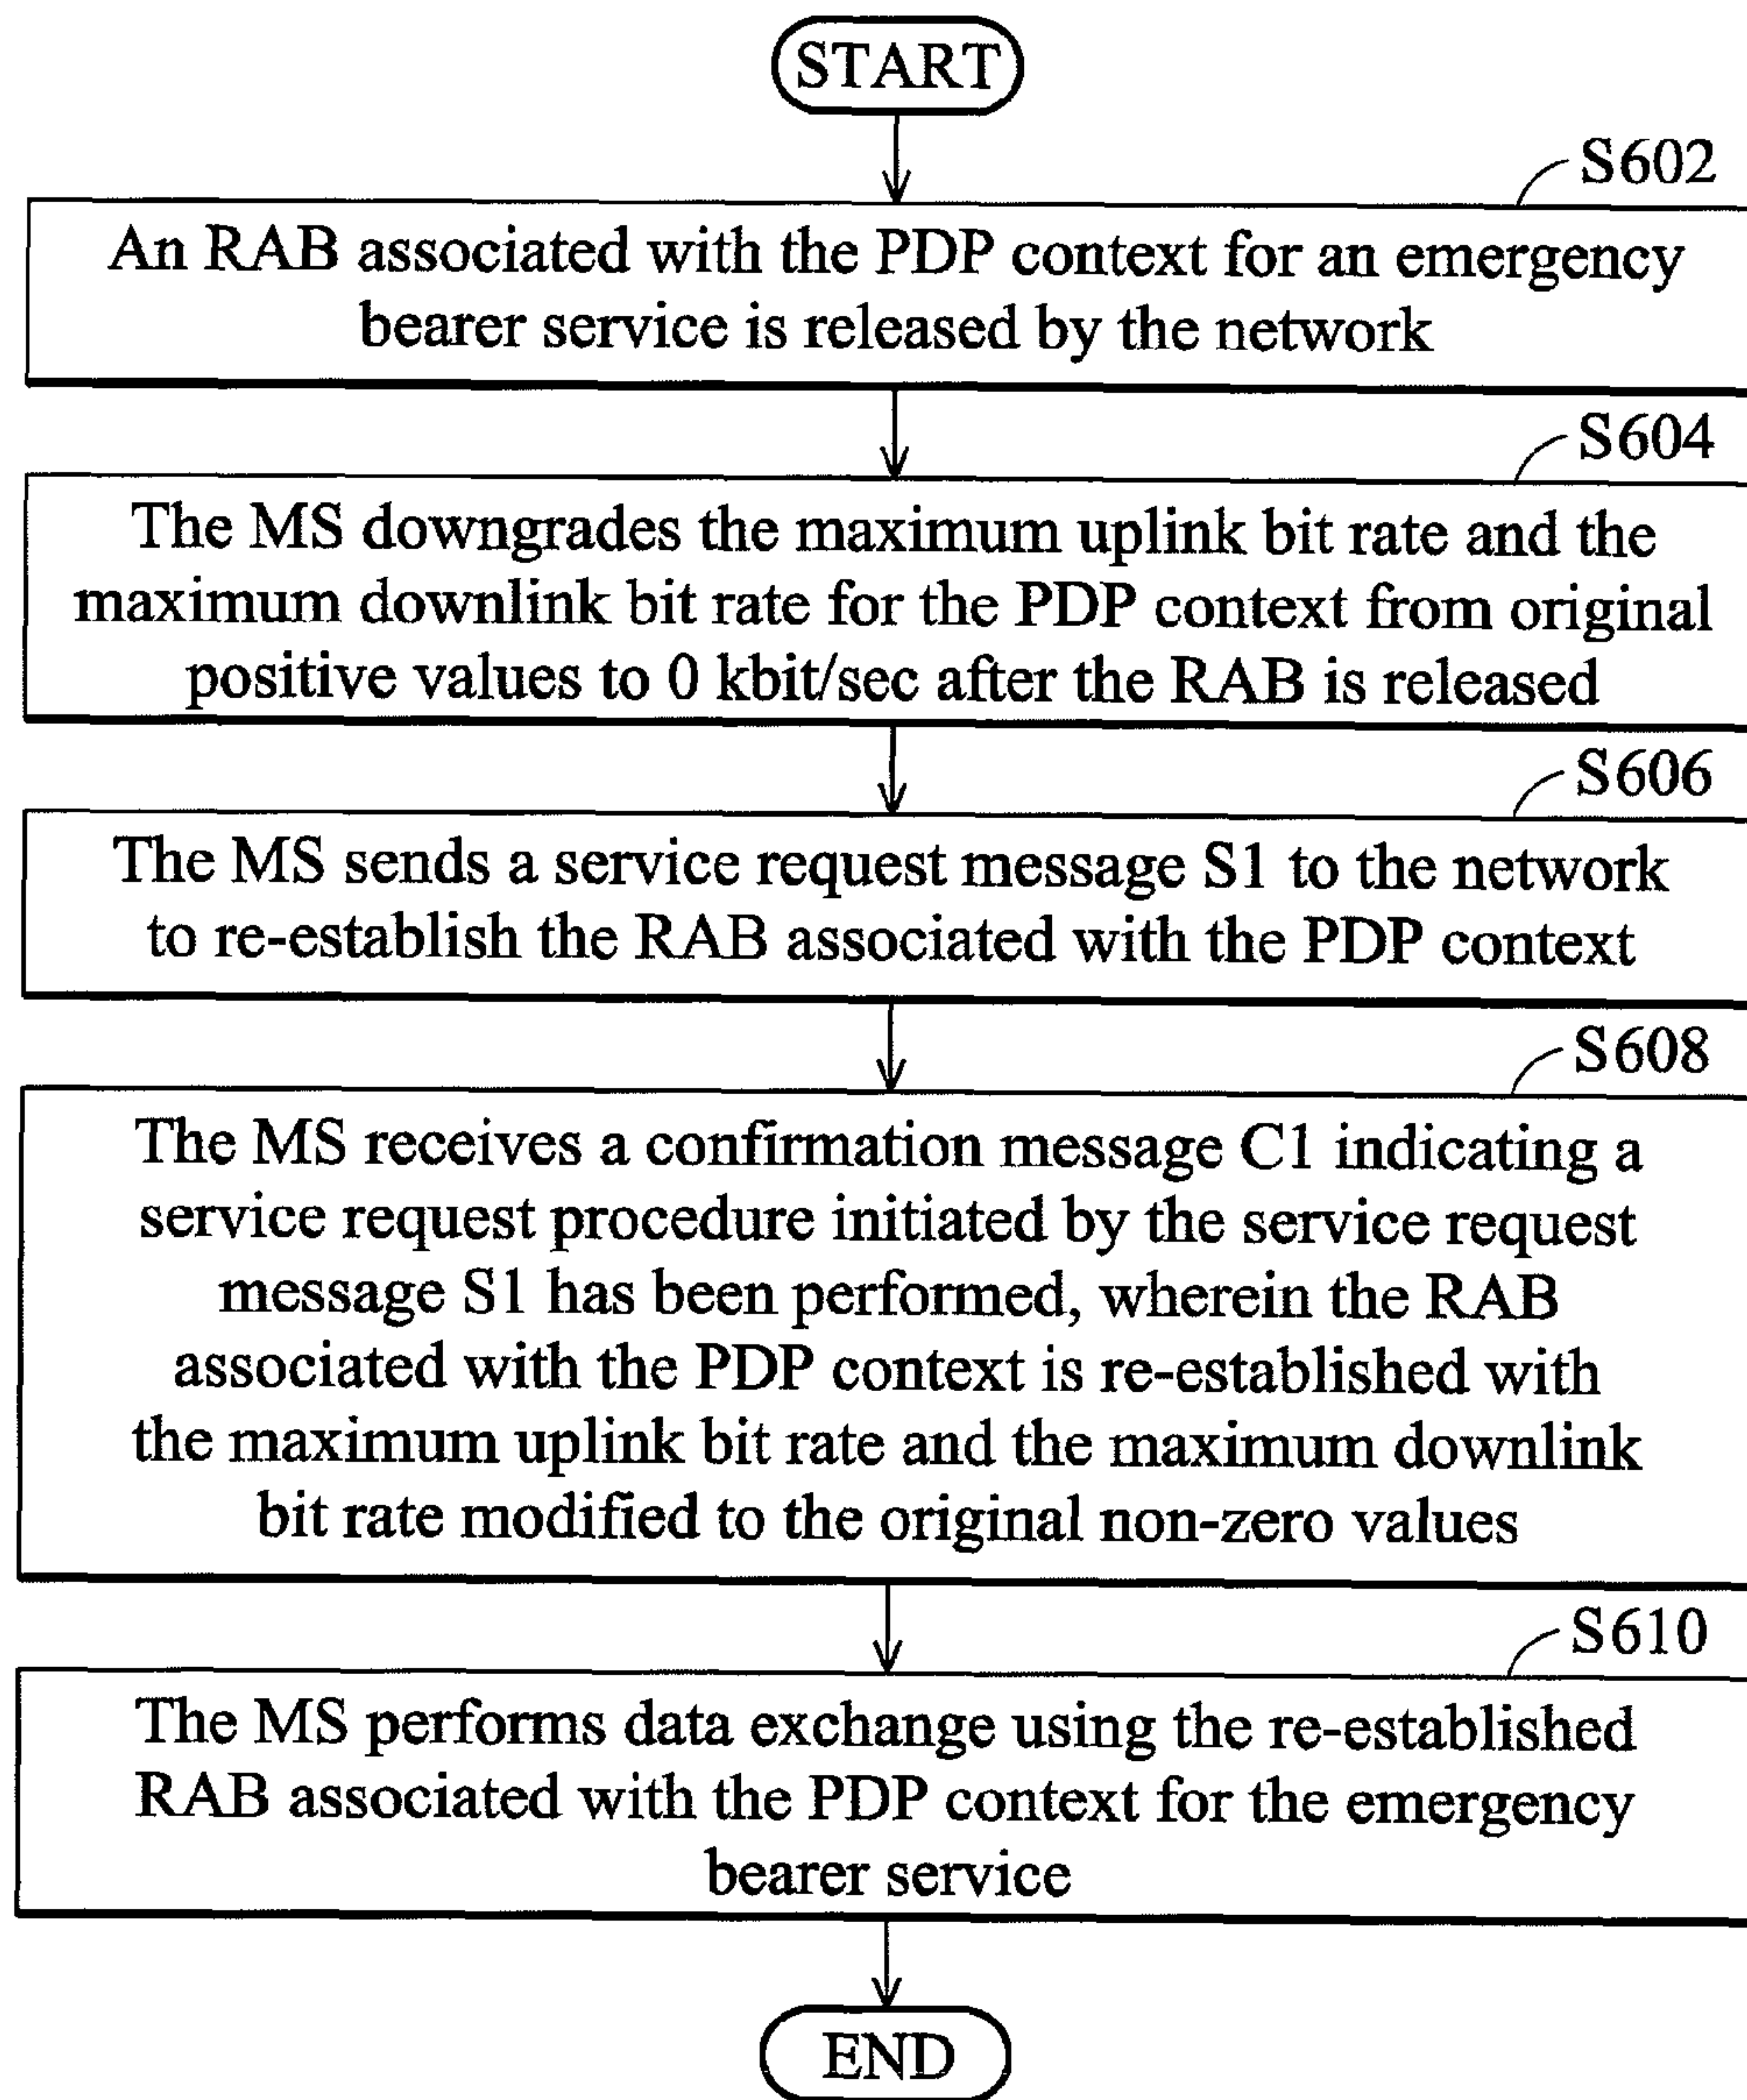 START
S602
An RAB associated with the PDP context for an emergency
bearer service is released by the network
S604
The MS downgrades the maximum uplink bit rate and the
maximum downlink bit rate for the PDP context from original
positive values to 0 kbit/sec after the RAB is released
S606
The MS sends a service request message S1 to the network
to re-establish the RAB associated with the PDP context
S608
The MS receives a confirmation message C1 indicating a
service request procedure initiated by the service request
message S1 has been performed, wherein the RAB
associated with the PDP context is re-established with
the maximum uplink bit rate and the maximum downlink
bit rate modified to the original non-zero values
S610
The MS performs data exchange using the re-established
RAB associated with the PDP context for the emergency
bearer service
END